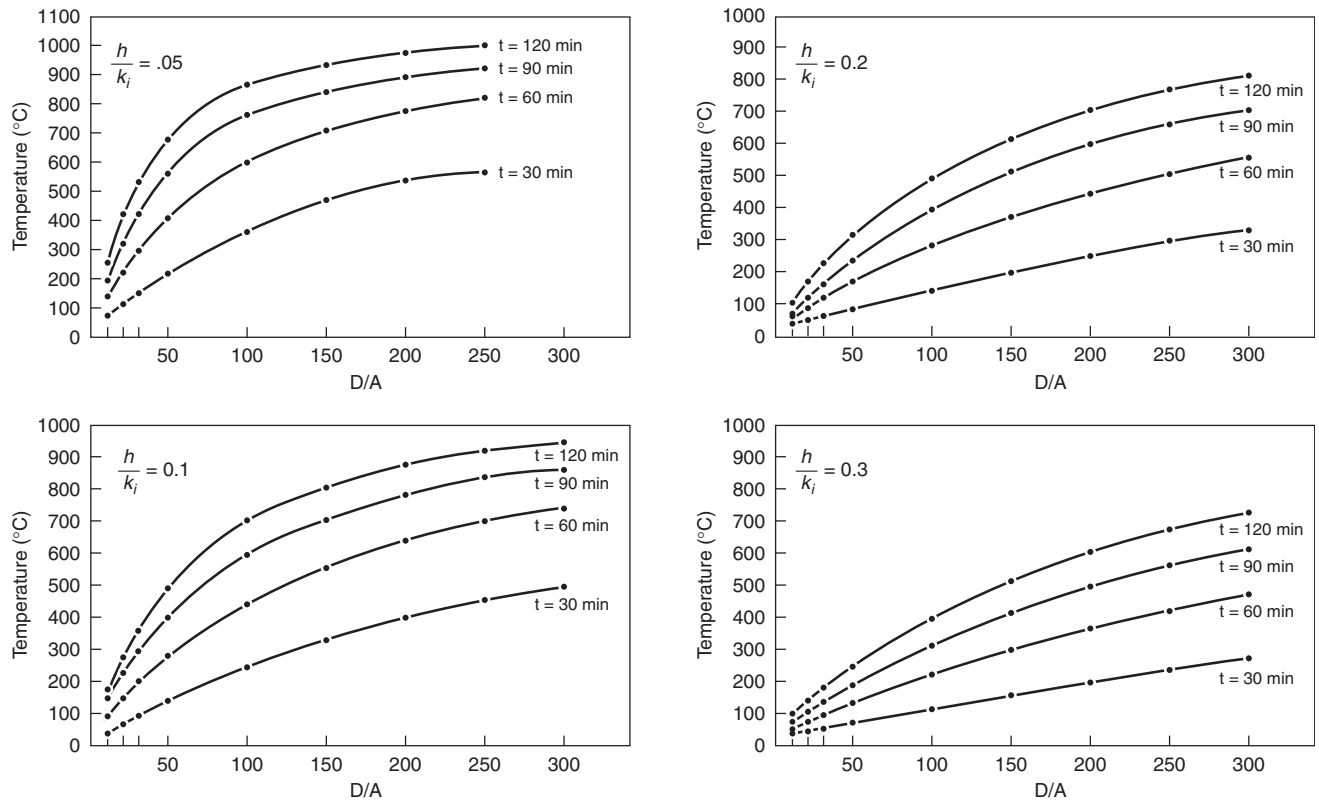 1100
1000
900
800
700
600
500
400
300
200
100
0
Temperature (°C)
h/k_i = .05
t = 120 min
t = 90 min
t = 60 min
t = 30 min
50 100 150 200 250 300
D/A
1000
900
800
700
600
500
400
300
200
100
0
Temperature (°C)
h/k_i = 0.2
t = 120 min
t = 90 min
t = 60 min
t = 30 min
50 100 150 200 250 300
D/A
1000
900
800
700
600
500
400
300
200
100
0
Temperature (°C)
h/k_i = 0.1
t = 120 min
t = 90 min
t = 60 min
t = 30 min
50 100 150 200 250 300
D/A
1000
900
800
700
600
500
400
300
200
100
0
Temperature (°C)
h/k_i = 0.3
t = 120 min
t = 90 min
t = 60 min
t = 30 min
50 100 150 200 250 300
D/A